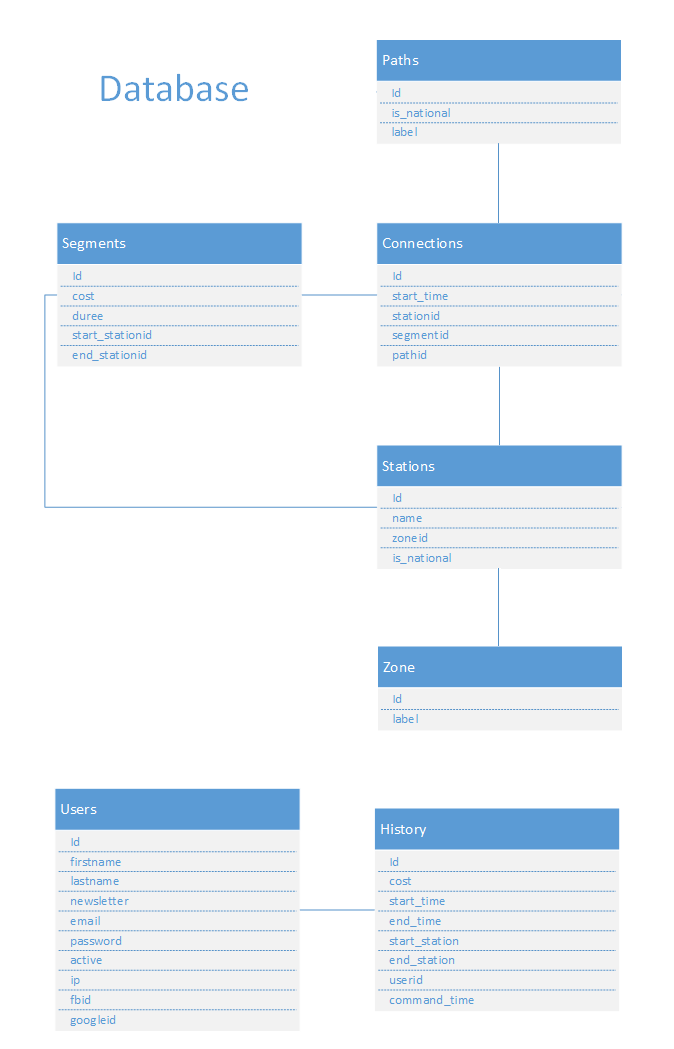 Database
Paths
Id
is_national
label
Segments
Id
cost
duree
start_stationid
end_stationid
Connections
Id
start_time
stationid
segmentid
pathid
Stations
Id
name
zoneid
is_national
Zone
Id
label
Users
Id
firstname
lastname
newsletter
email
password
active
ip
fbid
googleid
History
Id
cost
start_time
end_time
start_station
end_station
userid
command_time